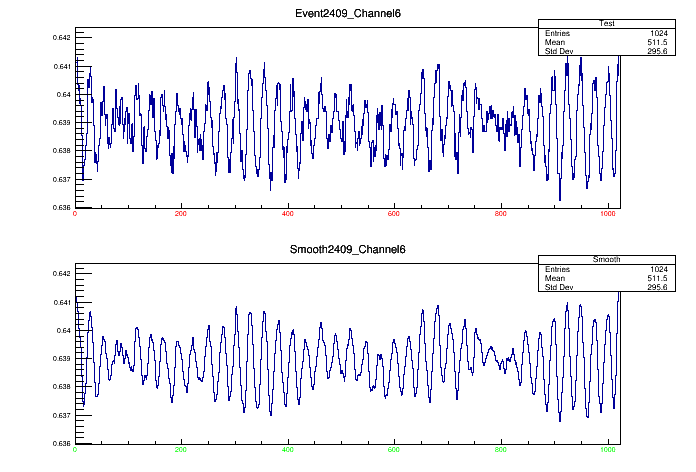 Event2409_Channel6
Test
Entries 1024
Mean 511.5
Std Dev 295.6
0.642
0.641
0.64
0.639
0.638
0.637
0.636
0 200 400 600 800 1000
Smooth2409_Channel6
Smooth
Entries 1024
Mean 511.5
Std Dev 295.6
0.642
0.641
0.64
0.639
0.638
0.637
0.636
0 200 400 600 800 1000